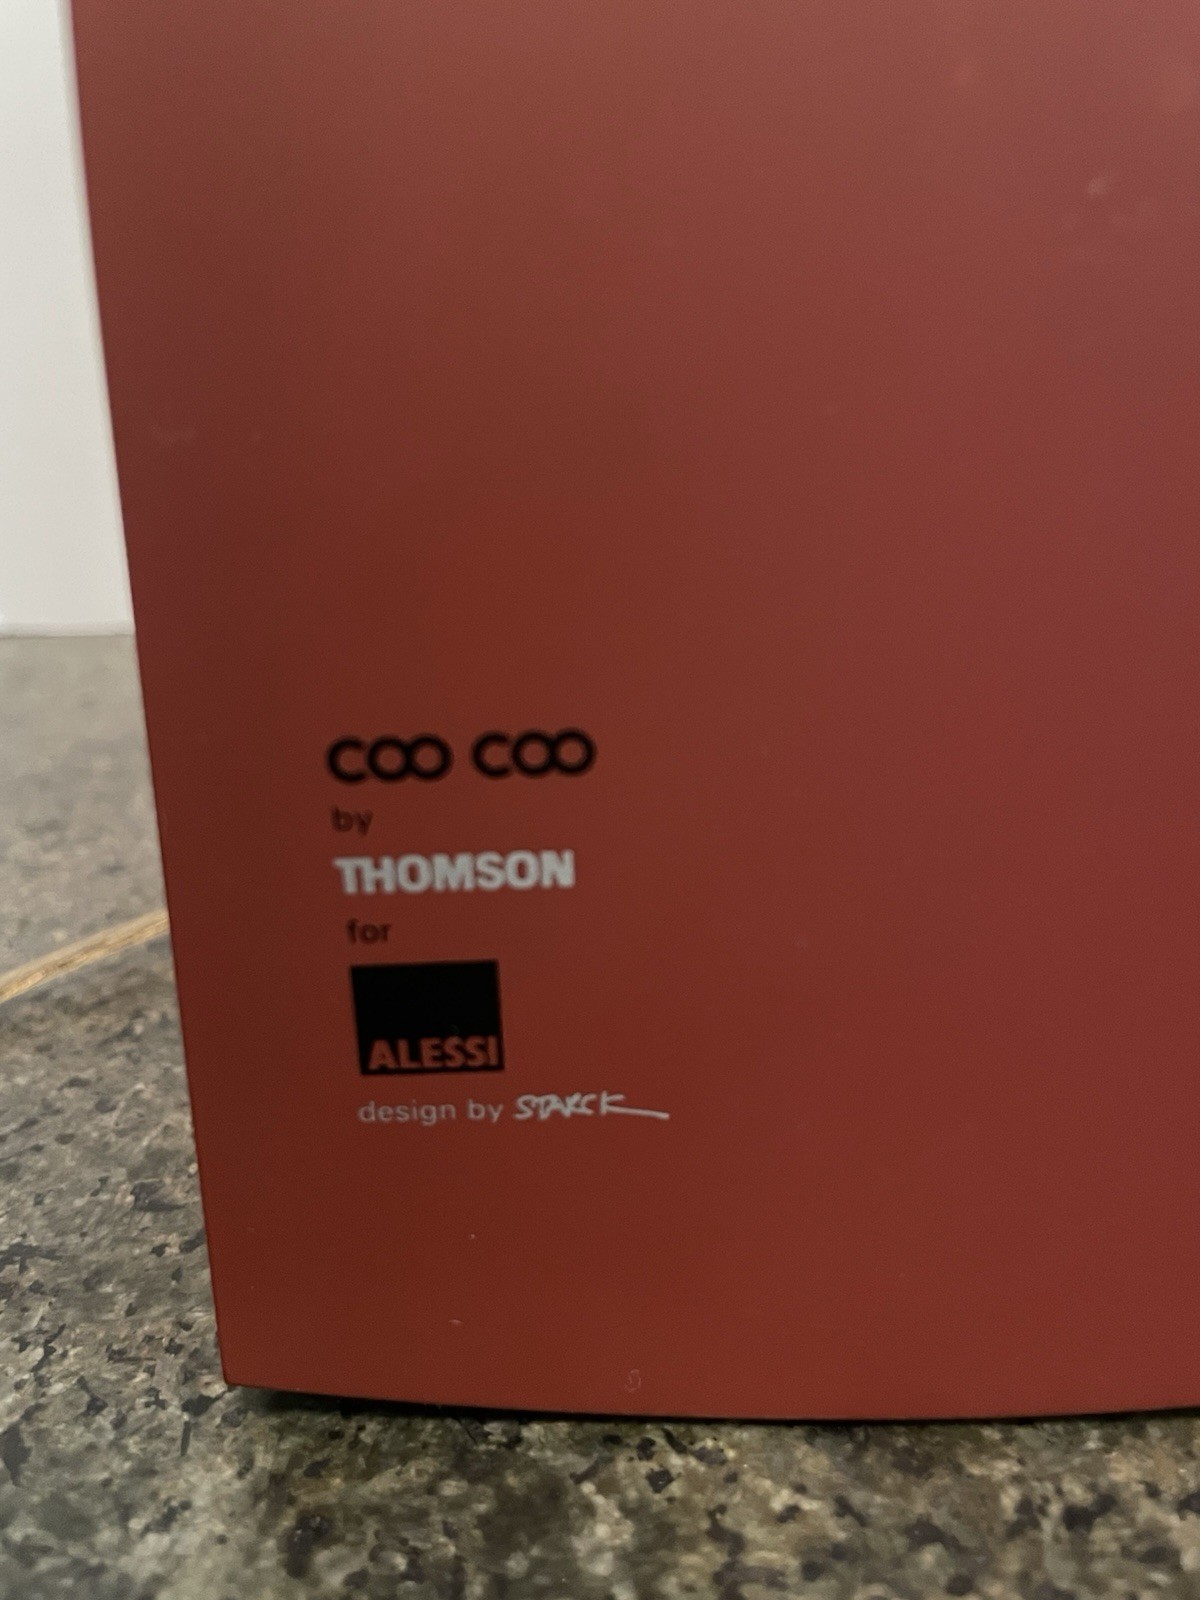 COO COO
by
THOMSON
for
ALESSI
design by STARCK